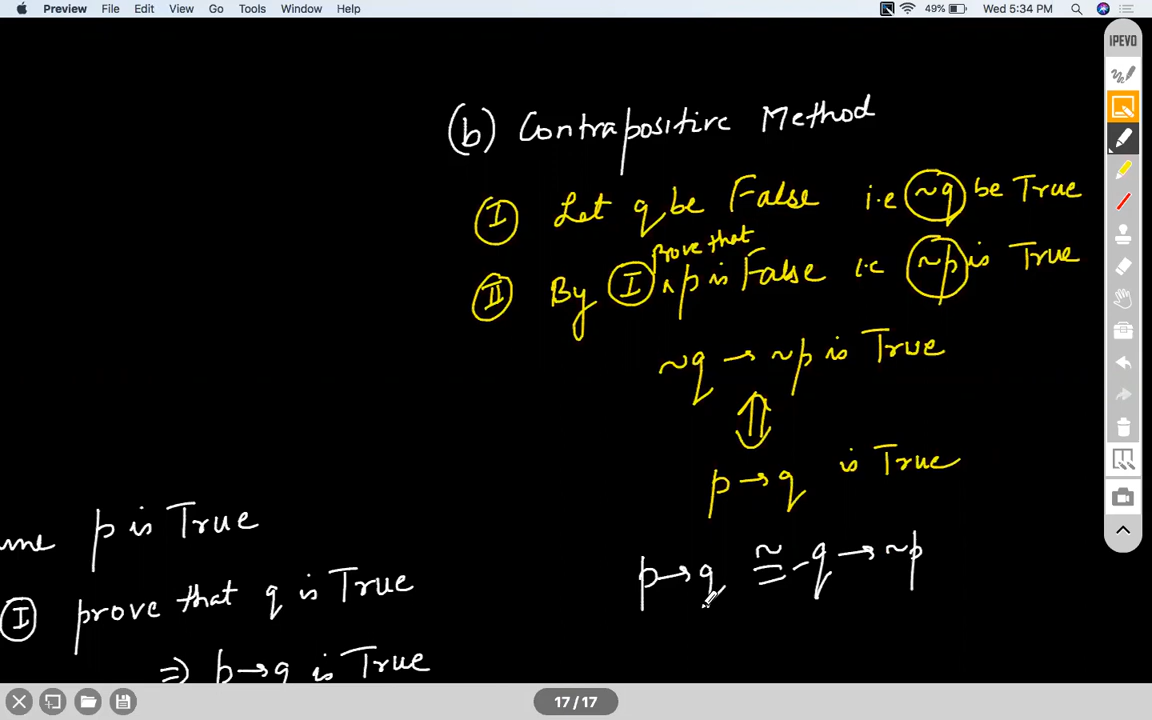 Preview File Edit View Go Tools Window Help 49% Wed 5:34 PM
IPEVO
(b) Contrapositive Method
I Let q be False i.e ~q be True
prove that
II By I ∧ p is False i.e ~p is True
~q → ~p is True
⇕
p → q is True
p → q ≅ ~q → ~p
p is True
I prove that q is True
⇒ p → q is True
17/17